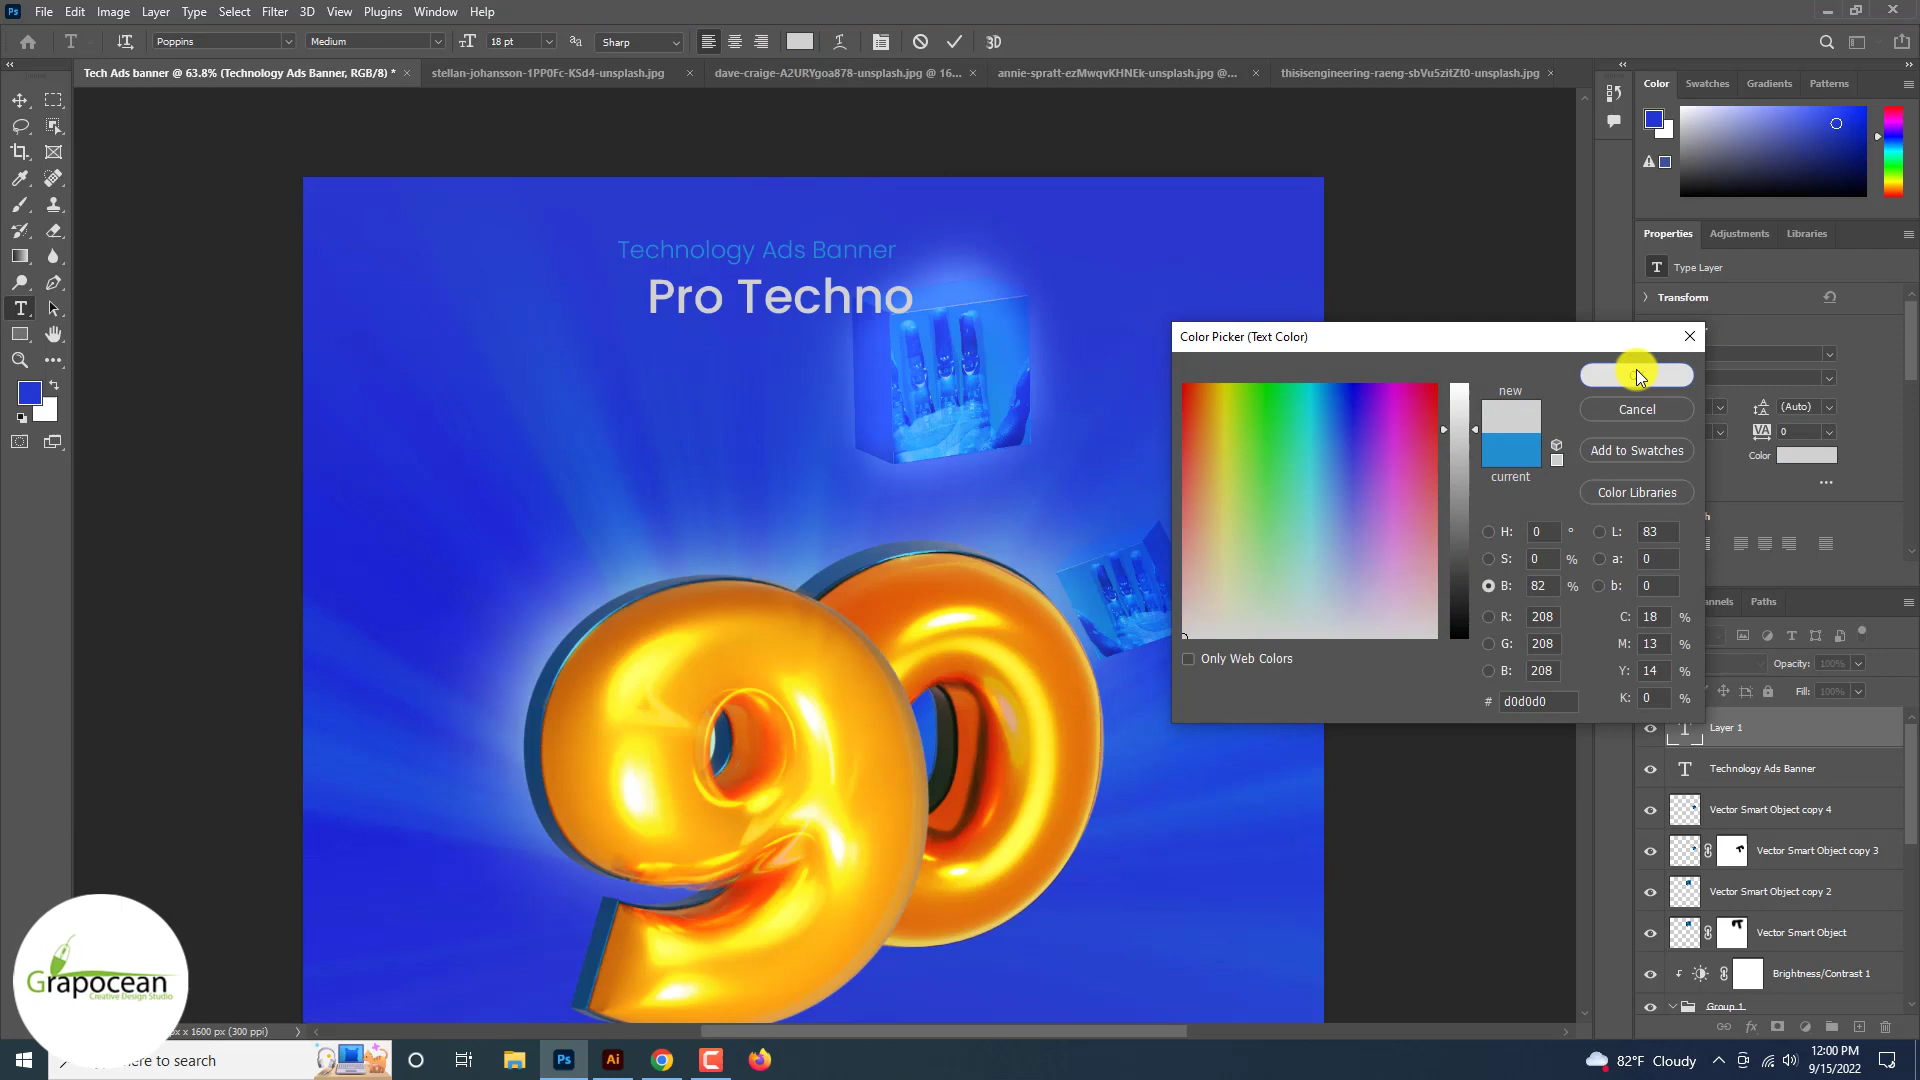 File Edit Image Layer Type Select Filter 3D View Plugins Window Help
Poppins Medium 18 pt Sharp 3D
Tech Ads banner @ 63.8% (Technology Ads Banner, RGB/8) * stellan-johansson-1PP0Fc-KSd4-unsplash.jpg dave-craige-A2URYgoa878-unsplash.jpg @ 16... annie-spratt-ezMwqvKHNEk-unsplash.jpg @... thisisengineering-raeng-sbVu5zitZt0-unsplash.jpg
Color Swatches Gradients Patterns
Properties Adjustments Libraries
Type Layer
Transform
Technology Ads Banner
Pro Techno
Color Picker (Text Color)
new
current
Cancel
Add to Swatches
Color Libraries
H: 0 ° L: 83
S: 0 % a: 0
B: 82 % b: 0
R: 208 C: 18 %
G: 208 M: 13 %
B: 208 Y: 14 %
# d0d0d0 K: 0 %
Only Web Colors
(Auto)
0
Color
Paths
Opacity: 100%
Fill: 100%
Layer 1
Technology Ads Banner
Vector Smart Object copy 4
Vector Smart Object copy 3
Vector Smart Object copy 2
Vector Smart Object
Brightness/Contrast 1
Group 1
90
Grapocean
Creative Design Studio
px x 1600 px (300 ppi)
here to search
82°F Cloudy
12:00 PM
9/15/2022